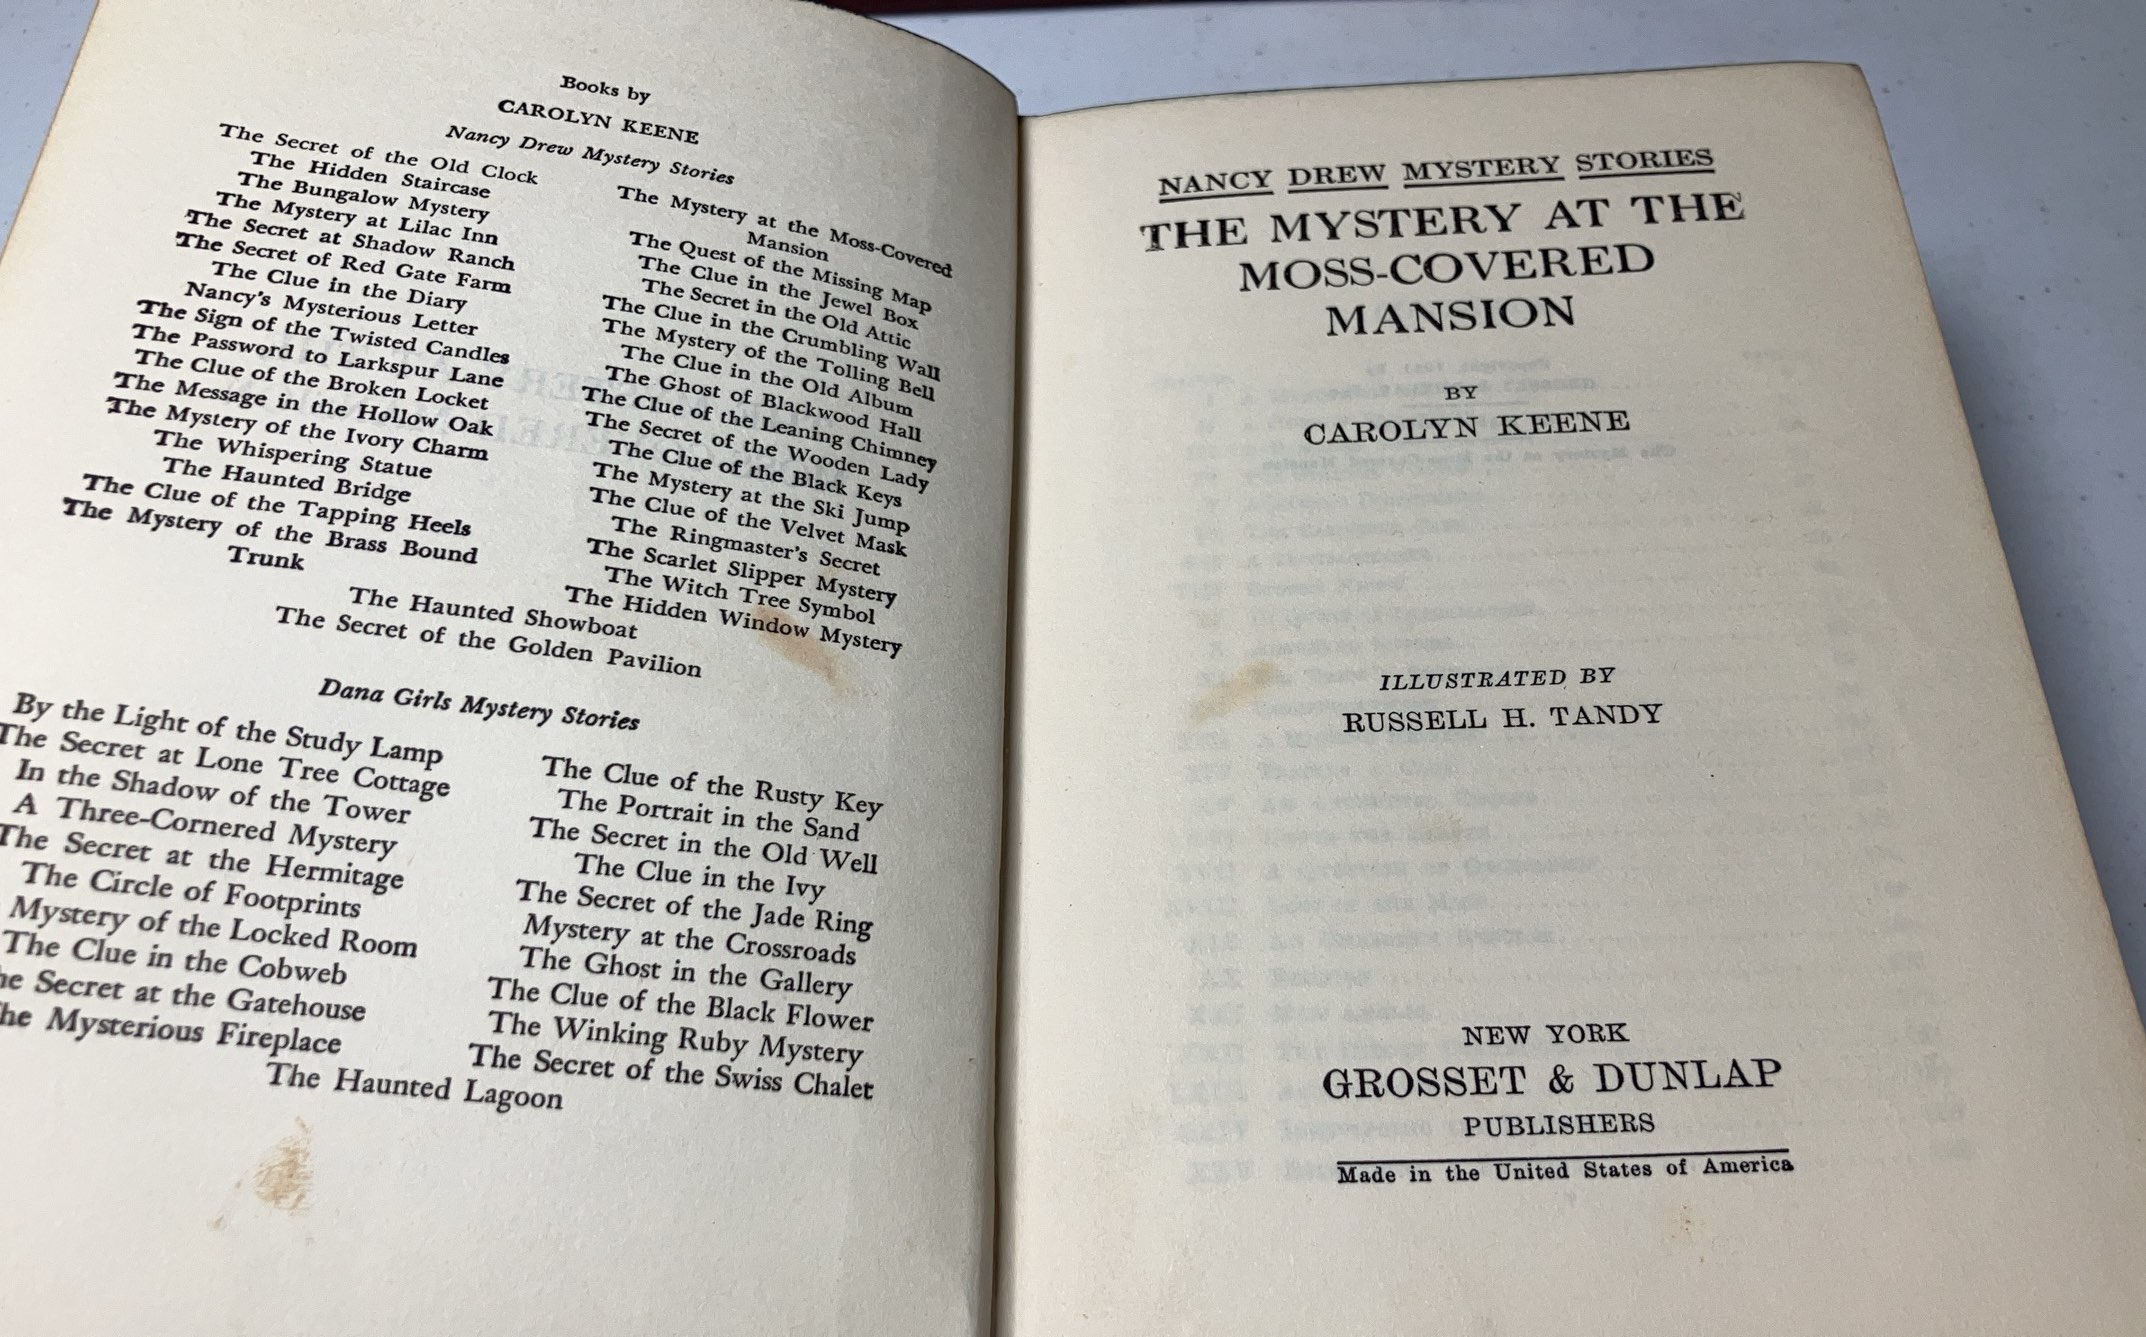 Books by
CAROLYN KEENE
Nancy Drew Mystery Stories
The Secret of the Old Clock
The Hidden Staircase
The Bungalow Mystery
The Mystery at Lilac Inn
The Secret at Shadow Ranch
The Secret of Red Gate Farm
The Clue in the Diary
Nancy's Mysterious Letter
The Sign of the Twisted Candles
The Password to Larkspur Lane
The Clue of the Broken Locket
The Message in the Hollow Oak
The Mystery of the Ivory Charm
The Whispering Statue
The Haunted Bridge
The Clue of the Tapping Heels
The Mystery of the Brass Bound
Trunk
The Mystery at the Moss-Covered
Mansion
The Quest of the Missing Map
The Clue in the Jewel Box
The Secret in the Old Attic
The Clue in the Crumbling Wall
The Mystery of the Tolling Bell
The Clue in the Old Album
The Ghost of Blackwood Hall
The Clue of the Leaning Chimney
The Secret of the Wooden Lady
The Clue of the Black Keys
The Mystery at the Ski Jump
The Clue of the Velvet Mask
The Ringmaster's Secret
The Scarlet Slipper Mystery
The Witch Tree Symbol
The Hidden Window Mystery
The Haunted Showboat
The Secret of the Golden Pavilion
Dana Girls Mystery Stories
By the Light of the Study Lamp
The Secret at Lone Tree Cottage
In the Shadow of the Tower
A Three-Cornered Mystery
The Secret at the Hermitage
The Circle of Footprints
Mystery of the Locked Room
The Clue in the Cobweb
he Secret at the Gatehouse
he Mysterious Fireplace
The Clue of the Rusty Key
The Portrait in the Sand
The Secret in the Old Well
The Clue in the Ivy
The Secret of the Jade Ring
Mystery at the Crossroads
The Ghost in the Gallery
The Clue of the Black Flower
The Winking Ruby Mystery
The Secret of the Swiss Chalet
The Haunted Lagoon
NANCY DREW MYSTERY STORIES
THE MYSTERY AT THE
MOSS-COVERED
MANSION
BY
CAROLYN KEENE
ILLUSTRATED BY
RUSSELL H. TANDY
NEW YORK
GROSSET & DUNLAP
PUBLISHERS
Made in the United States of America